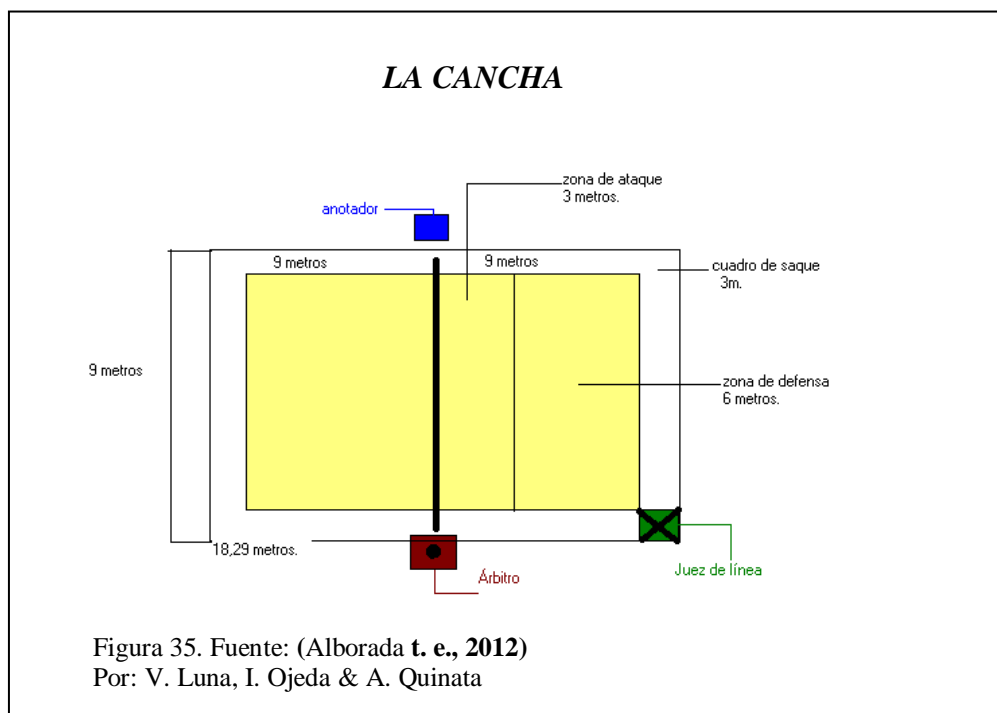 LA CANCHA
zona de ataque
3 metros.
anotador
9 metros
9 metros
cuadro de saque
3m.
9 metros
zona de defensa
6 metros.
18,29 metros.
Árbitro
Juez de línea
Figura 35. Fuente: (Alborada t. e., 2012)
Por: V. Luna, I. Ojeda & A. Quinata